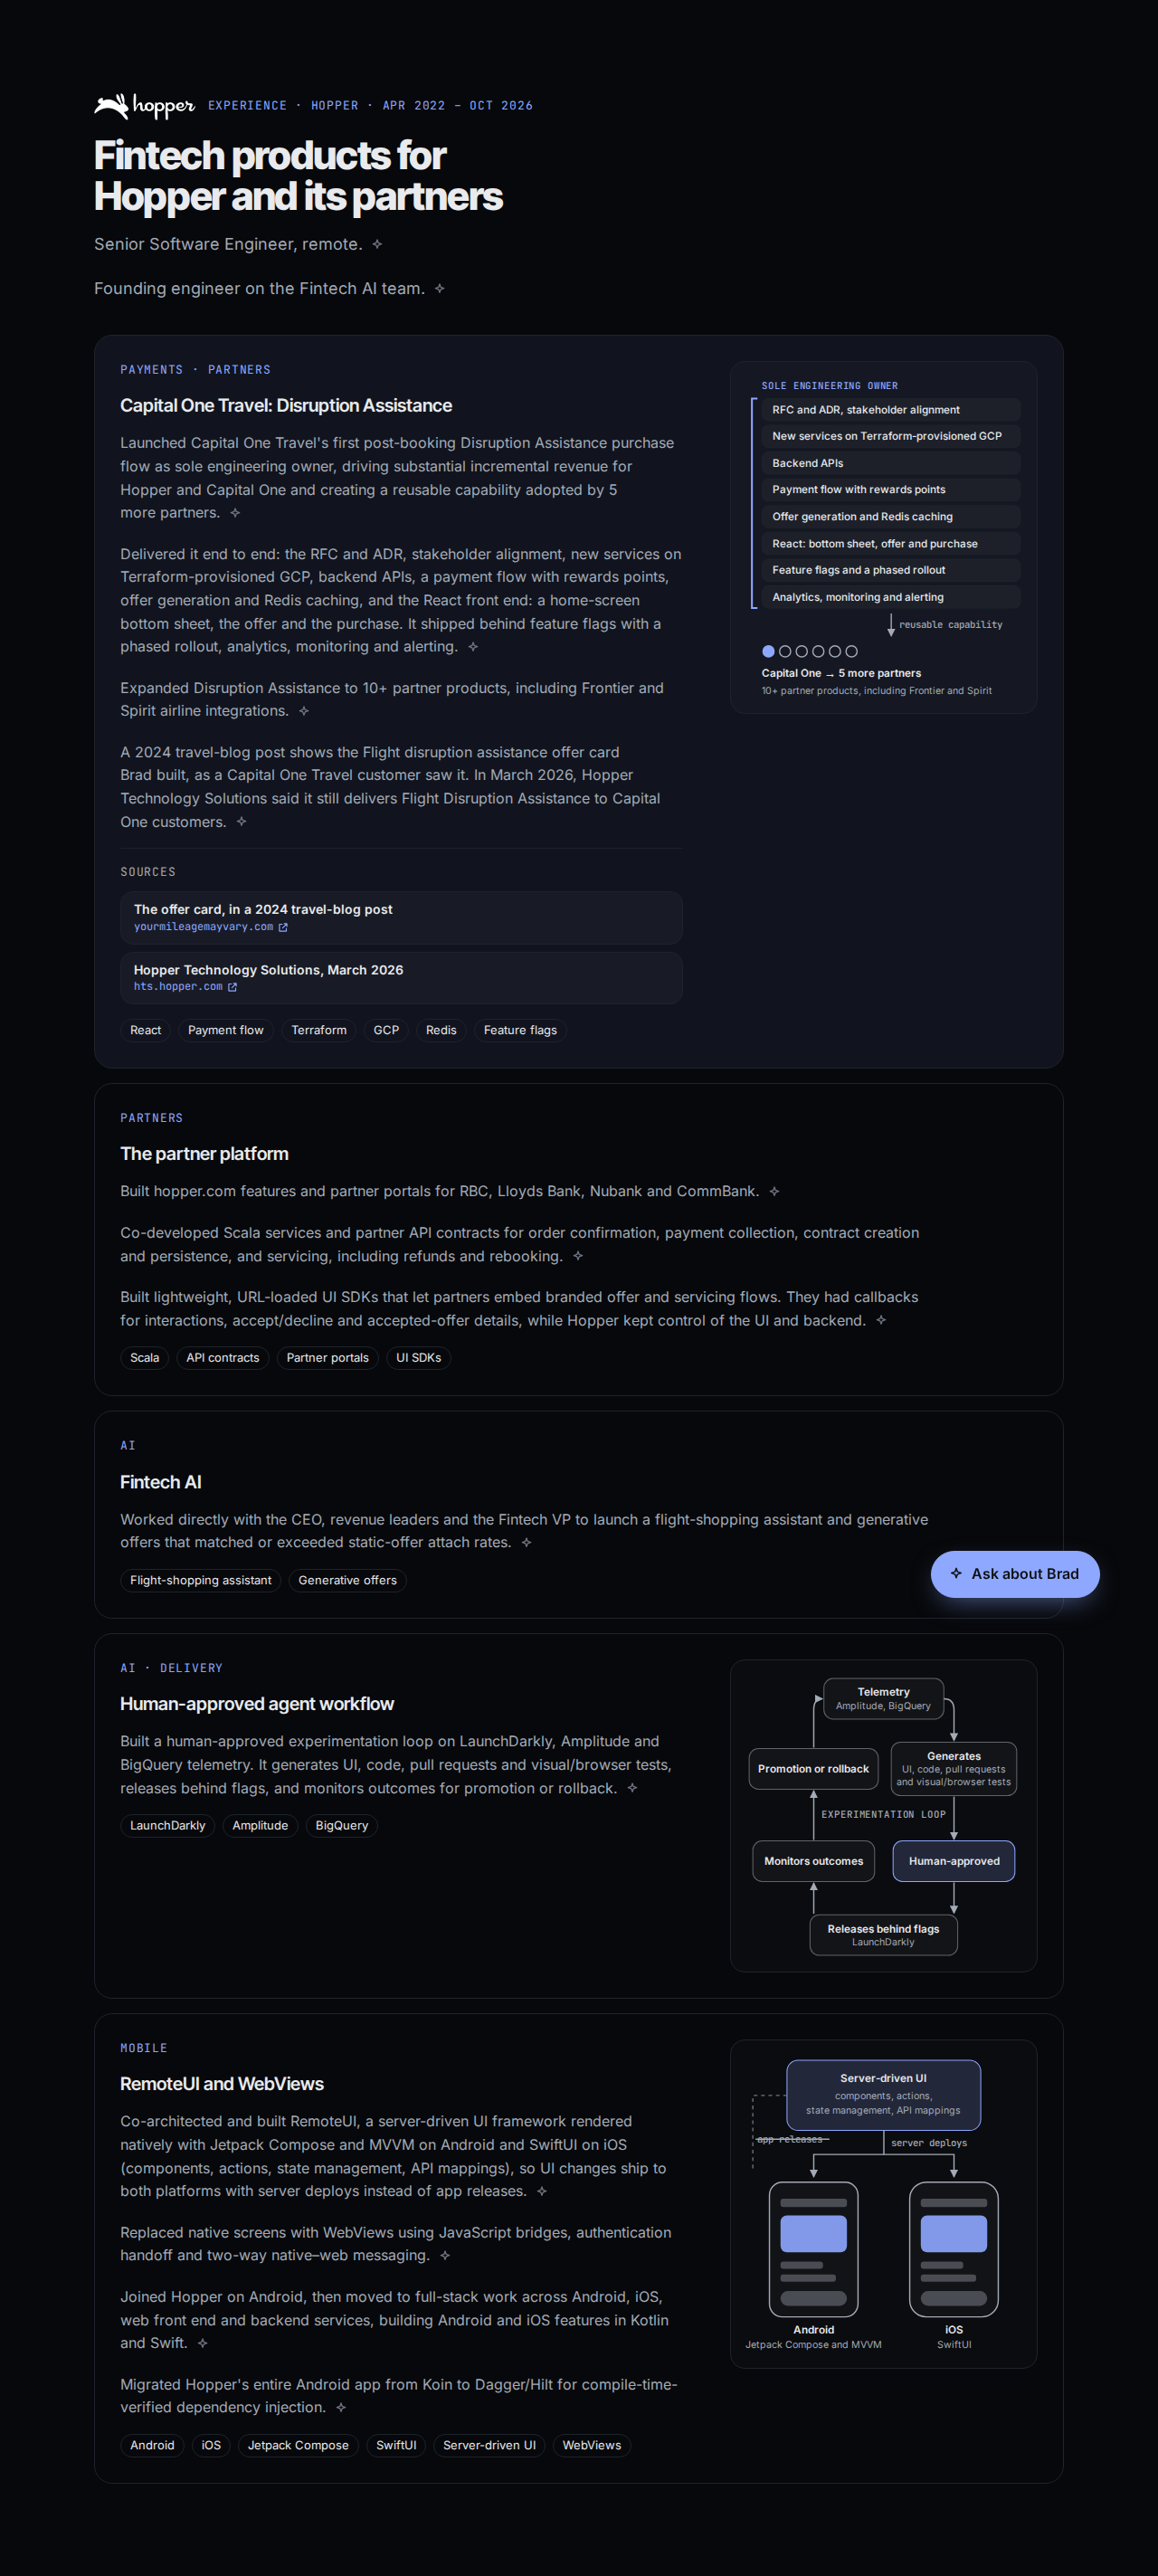 hopper EXPERIENCE · HOPPER · APR 2022 – OCT 2026
Fintech products for
Hopper and its partners
Senior Software Engineer, remote.
Founding engineer on the Fintech AI team.
PAYMENTS · PARTNERS
Capital One Travel: Disruption Assistance
Launched Capital One Travel's first post-booking Disruption Assistance purchase
flow as sole engineering owner, driving substantial incremental revenue for
Hopper and Capital One and creating a reusable capability adopted by 5
more partners.
Delivered it end to end: the RFC and ADR, stakeholder alignment, new services on
Terraform-provisioned GCP, backend APIs, a payment flow with rewards points,
offer generation and Redis caching, and the React front end: a home-screen
bottom sheet, the offer and the purchase. It shipped behind feature flags with a
phased rollout, analytics, monitoring and alerting.
Expanded Disruption Assistance to 10+ partner products, including Frontier and
Spirit airline integrations.
A 2024 travel-blog post shows the Flight disruption assistance offer card
Brad built, as a Capital One Travel customer saw it. In March 2026, Hopper
Technology Solutions said it still delivers Flight Disruption Assistance to Capital
One customers.
SOURCES
The offer card, in a 2024 travel-blog post
yourmileagemayvary.com
Hopper Technology Solutions, March 2026
hts.hopper.com
React Payment flow Terraform GCP Redis Feature flags
SOLE ENGINEERING OWNER
RFC and ADR, stakeholder alignment
New services on Terraform-provisioned GCP
Backend APIs
Payment flow with rewards points
Offer generation and Redis caching
React: bottom sheet, offer and purchase
Feature flags and a phased rollout
Analytics, monitoring and alerting
reusable capability
Capital One → 5 more partners
10+ partner products, including Frontier and Spirit
PARTNERS
The partner platform
Built hopper.com features and partner portals for RBC, Lloyds Bank, Nubank and CommBank.
Co-developed Scala services and partner API contracts for order confirmation, payment collection, contract creation
and persistence, and servicing, including refunds and rebooking.
Built lightweight, URL-loaded UI SDKs that let partners embed branded offer and servicing flows. They had callbacks
for interactions, accept/decline and accepted-offer details, while Hopper kept control of the UI and backend.
Scala API contracts Partner portals UI SDKs
AI
Fintech AI
Worked directly with the CEO, revenue leaders and the Fintech VP to launch a flight-shopping assistant and generative
offers that matched or exceeded static-offer attach rates.
Flight-shopping assistant Generative offers
Ask about Brad
AI · DELIVERY
Human-approved agent workflow
Built a human-approved experimentation loop on LaunchDarkly, Amplitude and
BigQuery telemetry. It generates UI, code, pull requests and visual/browser tests,
releases behind flags, and monitors outcomes for promotion or rollback.
LaunchDarkly Amplitude BigQuery
Telemetry
Amplitude, BigQuery
Promotion or rollback
Generates
UI, code, pull requests
and visual/browser tests
EXPERIMENTATION LOOP
Monitors outcomes
Human-approved
Releases behind flags
LaunchDarkly
MOBILE
RemoteUI and WebViews
Co-architected and built RemoteUI, a server-driven UI framework rendered
natively with Jetpack Compose and MVVM on Android and SwiftUI on iOS
(components, actions, state management, API mappings), so UI changes ship to
both platforms with server deploys instead of app releases.
Replaced native screens with WebViews using JavaScript bridges, authentication
handoff and two-way native–web messaging.
Joined Hopper on Android, then moved to full-stack work across Android, iOS,
web front end and backend services, building Android and iOS features in Kotlin
and Swift.
Migrated Hopper's entire Android app from Koin to Dagger/Hilt for compile-time-
verified dependency injection.
Android iOS Jetpack Compose SwiftUI Server-driven UI WebViews
Server-driven UI
components, actions,
state management, API mappings
app releases
server deploys
Android
Jetpack Compose and MVVM
iOS
SwiftUI